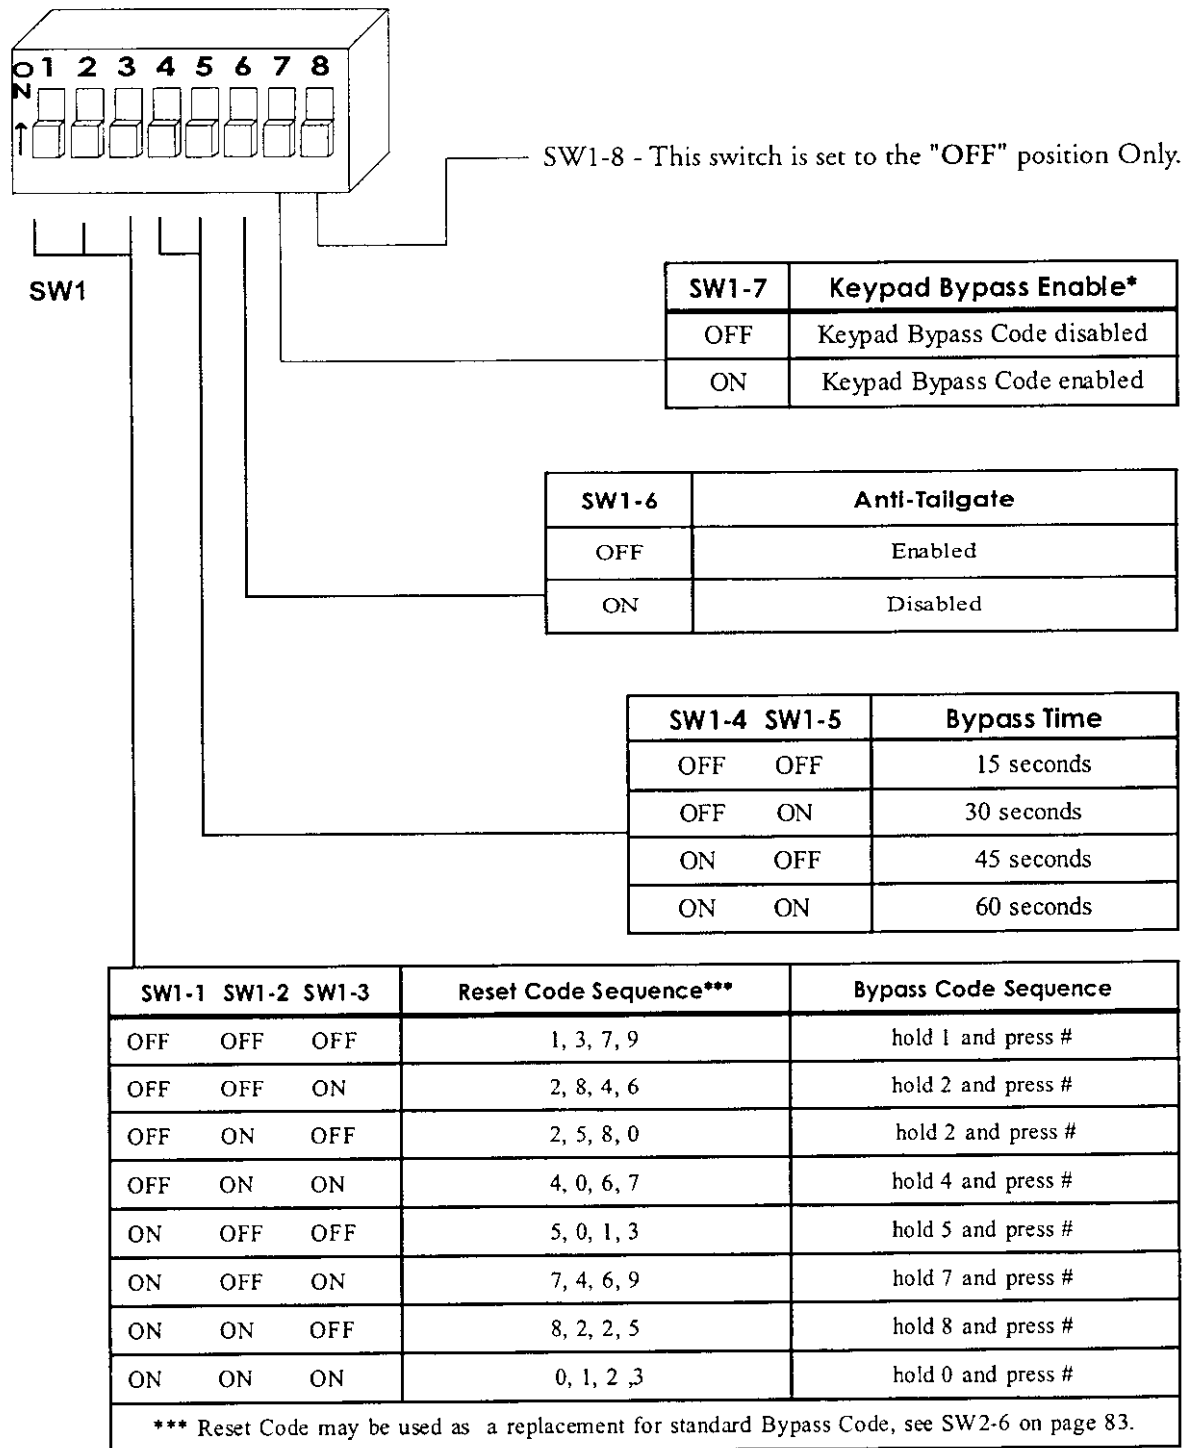 ON 1 2 3 4 5 6 7 8
SW1-8 - This switch is set to the "OFF" position Only.
SW1
SW1-7 Keypad Bypass Enable*
OFF Keypad Bypass Code disabled
ON Keypad Bypass Code enabled
SW1-6 Anti-Tailgate
OFF Enabled
ON Disabled
SW1-4 SW1-5 Bypass Time
OFF OFF 15 seconds
OFF ON 30 seconds
ON OFF 45 seconds
ON ON 60 seconds
SW1-1 SW1-2 SW1-3 Reset Code Sequence*** Bypass Code Sequence
OFF OFF OFF 1, 3, 7, 9 hold 1 and press #
OFF OFF ON 2, 8, 4, 6 hold 2 and press #
OFF ON OFF 2, 5, 8, 0 hold 2 and press #
OFF ON ON 4, 0, 6, 7 hold 4 and press #
ON OFF OFF 5, 0, 1, 3 hold 5 and press #
ON OFF ON 7, 4, 6, 9 hold 7 and press #
ON ON OFF 8, 2, 2, 5 hold 8 and press #
ON ON ON 0, 1, 2 ,3 hold 0 and press #
*** Reset Code may be used as a replacement for standard Bypass Code, see SW2-6 on page 83.